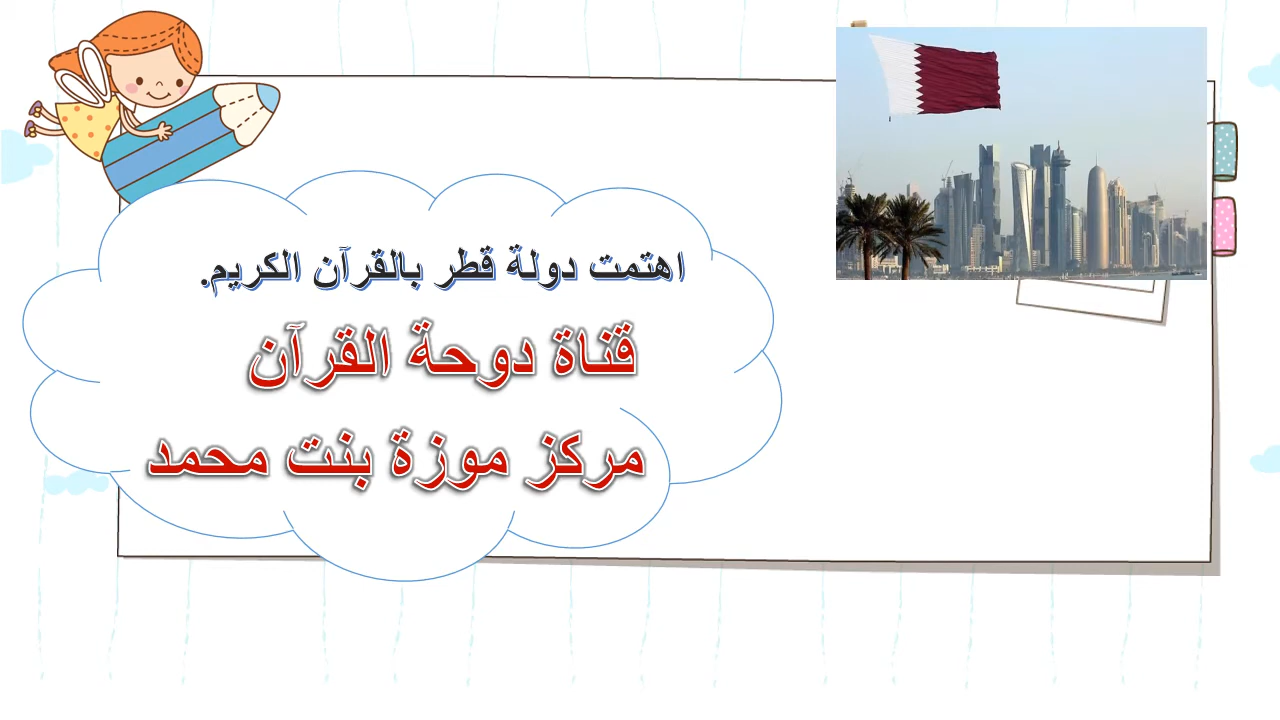 اهتمت دولة قطر بالقرآن الكريم.
قناة دوحة القرآن
مركز موزة بنت محمد